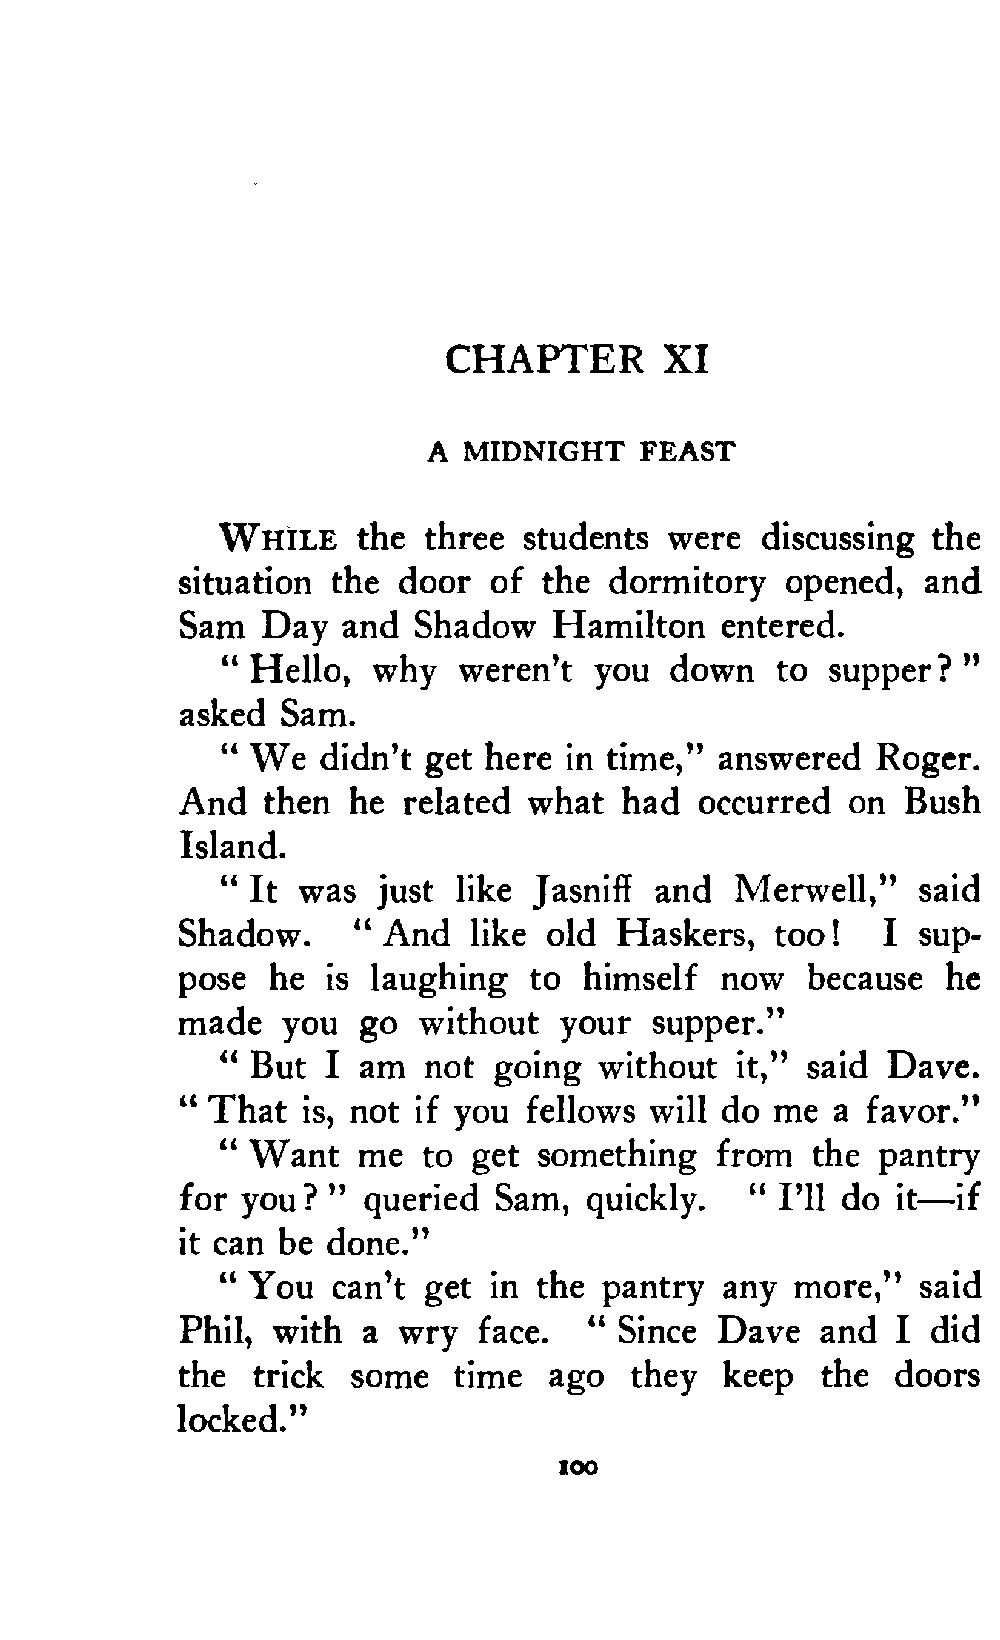 CHAPTER XI
A MIDNIGHT FEAST
WHILE the three students were discussing the
situation the door of the dormitory opened, and
Sam Day and Shadow Hamilton entered.
" Hello, why weren't you down to supper? "
asked Sam.
" We didn't get here in time," answered Roger.
And then he related what had occurred on Bush
Island.
" It was just like Jasniff and Merwell," said
Shadow. " And like old Haskers, too! I sup-
pose he is laughing to himself now because he
made you go without your supper."
" But I am not going without it," said Dave.
" That is, not if you fellows will do me a favor."
" Want me to get something from the pantry
for you? " queried Sam, quickly. " I'll do it—if
it can be done."
" You can't get in the pantry any more," said
Phil, with a wry face. " Since Dave and I did
the trick some time ago they keep the doors
locked."
100